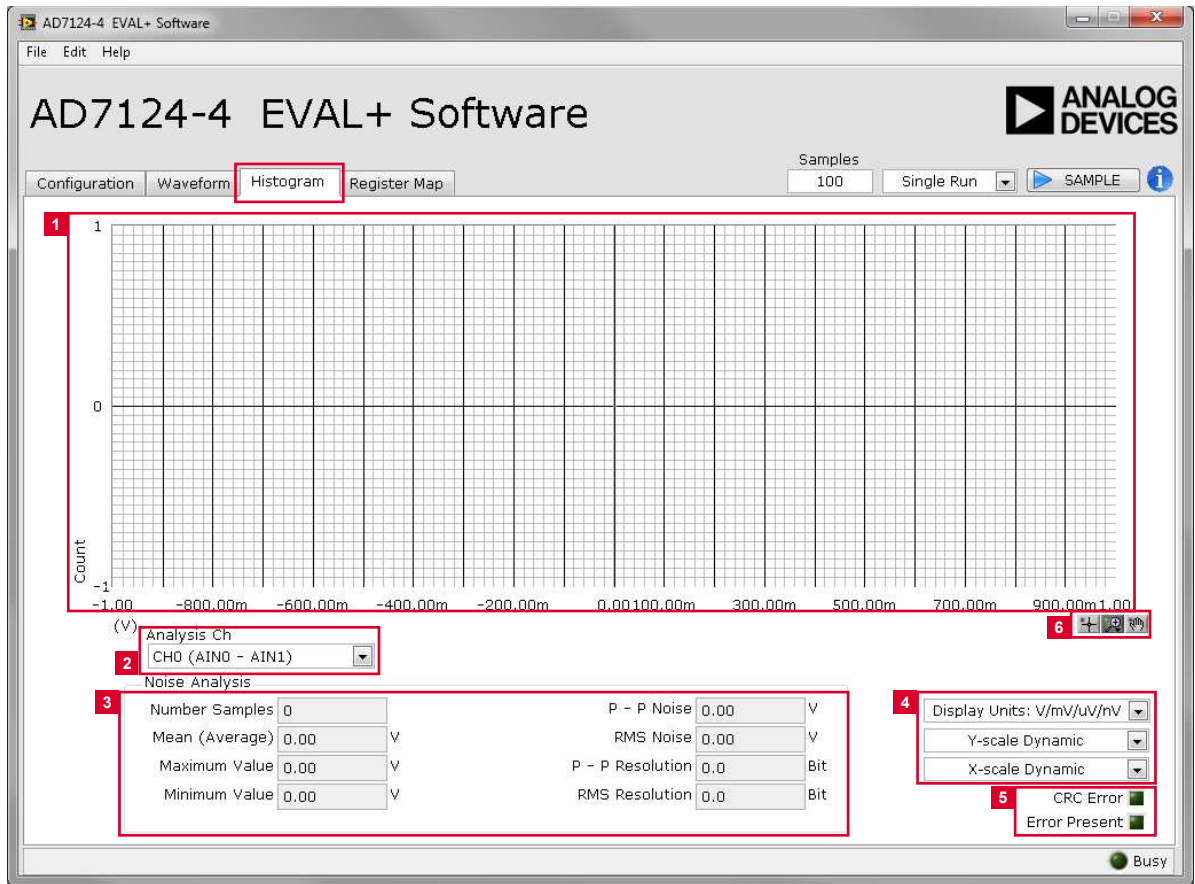 AD7124-4 EVAL+ Software
File Edit Help
AD7124-4 EVAL+ Software
ANALOG
DEVICES
Samples
Configuration Waveform Histogram Register Map 100 Single Run SAMPLE i
1
1
0
Count
-1
-1.00 -800.00m -600.00m -400.00m -200.00m 0.00100.00m 300.00m 500.00m 700.00m 900.00m1.00
(V)
6
Analysis Ch
2 CH0 (AIN0 - AIN1)
Noise Analysis
3
Number Samples 0 P - P Noise 0.00 V
Mean (Average) 0.00 V RMS Noise 0.00 V
Maximum Value 0.00 V P - P Resolution 0.0 Bit
Minimum Value 0.00 V RMS Resolution 0.0 Bit
4 Display Units: V/mV/uV/nV
Y-scale Dynamic
X-scale Dynamic
5 CRC Error
Error Present
Busy